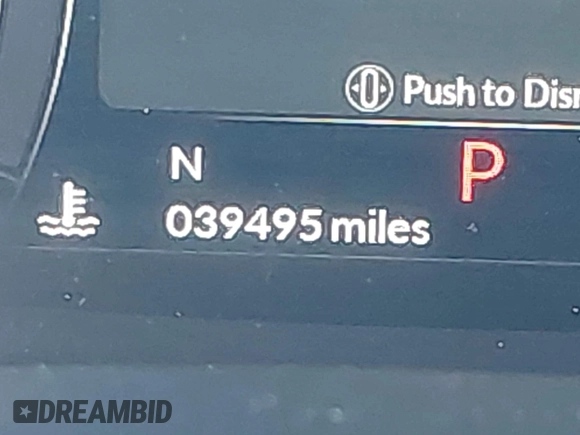 Push to Dis
N
P
039495 miles
DREAMBID